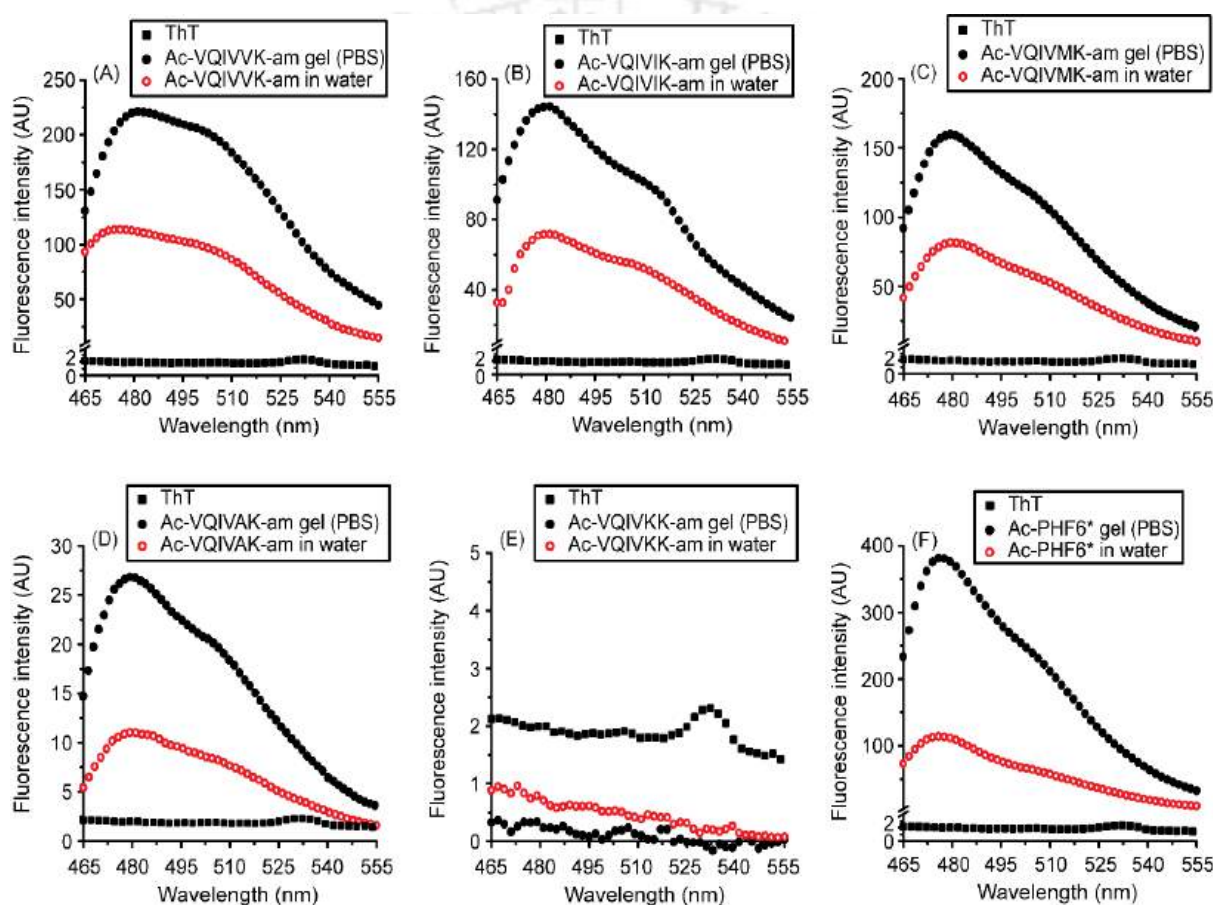 ThT
Ac-VQIVVK-am gel (PBS)
Ac-VQIVVK-am in water
(A)
Fluorescence intensity (AU)
250
200
150
100
50
2
0
465 480 495 510 525 540 555
Wavelength (nm)
ThT
Ac-VQIVIK-am gel (PBS)
Ac-VQIVIK-am in water
(B)
Fluorescence intensity (AU)
140
100
60
20
2
0
465 480 495 510 525 540 555
Wavelength (nm)
ThT
Ac-VQIVMK-am gel (PBS)
Ac-VQIVMK-am in water
(C)
Fluorescence intensity (AU)
200
150
100
50
2
0
465 480 495 510 525 540 555
Wavelength (nm)
ThT
Ac-VQIVAK-am gel (PBS)
Ac-VQIVAK-am in water
(D)
Fluorescence intensity (AU)
30
25
20
15
10
5
0
465 480 495 510 525 540 555
Wavelength (nm)
ThT
Ac-VQIVKK-am gel (PBS)
Ac-VQIVKK-am in water
(E)
Fluorescence intensity (AU)
5
4
3
2
1
0
465 480 495 510 525 540 555
Wavelength (nm)
ThT
Ac-PHF6* gel (PBS)
Ac-PHF6* in water
(F)
Fluorescence intensity (AU)
400
300
200
100
2
0
465 480 495 510 525 540 555
Wavelength (nm)